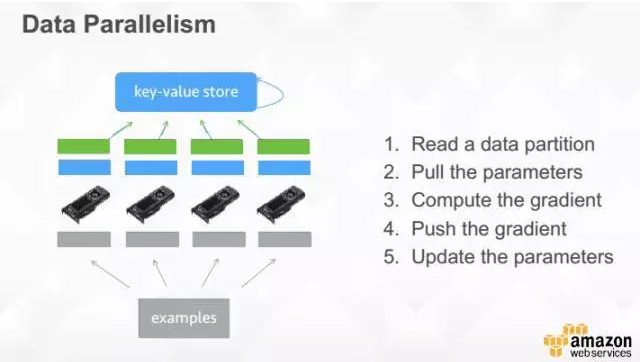 Data Parallelism
key-value store
1. Read a data partition
2. Pull the parameters
3. Compute the gradient
4. Push the gradient
5. Update the parameters
examples
amazon
webservices